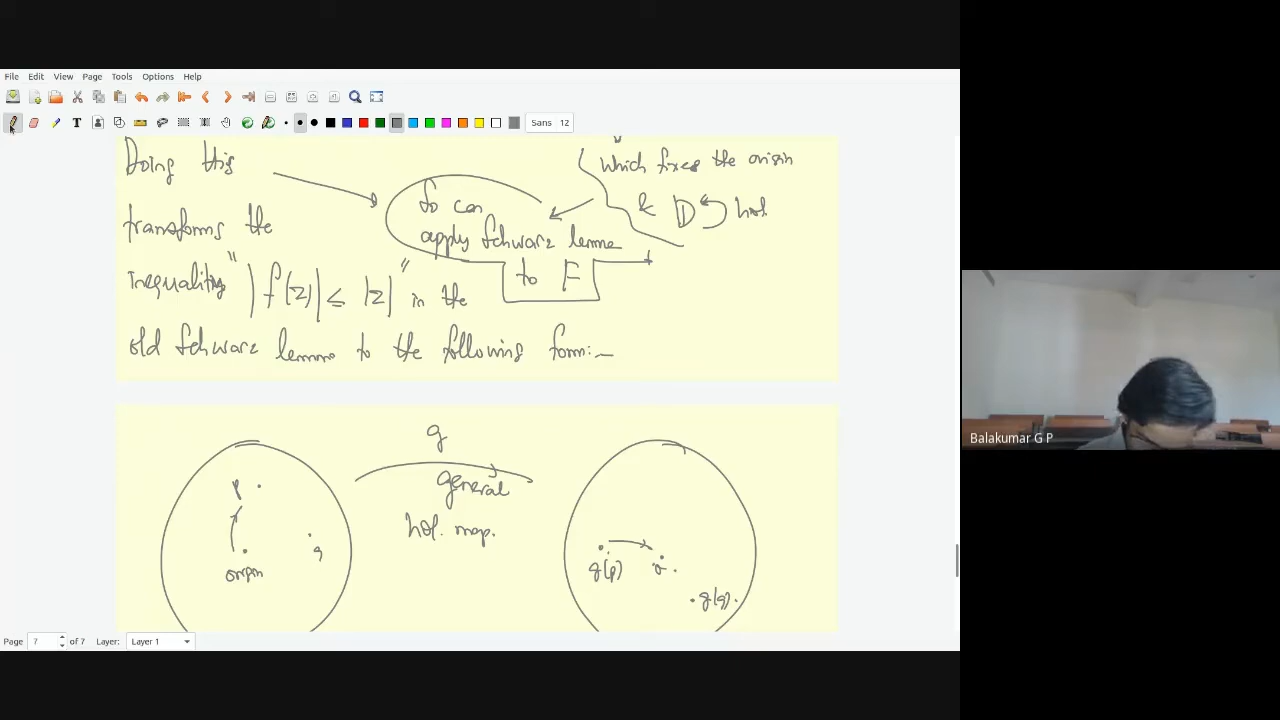 File Edit View Page Tools Options Help
Sans 12
Doing this
transforms the
inequality "|f(z)| ≤ |z|" in the
old Schwarz lemma to the following form:—
So can
apply Schwarz lemma
to F
which fixes the origin
& D hol
g
general
hol. map.
p
origin
q
g(p)
o
g(q)
Page 7 of 7 Layer: Layer 1
Balakumar G P